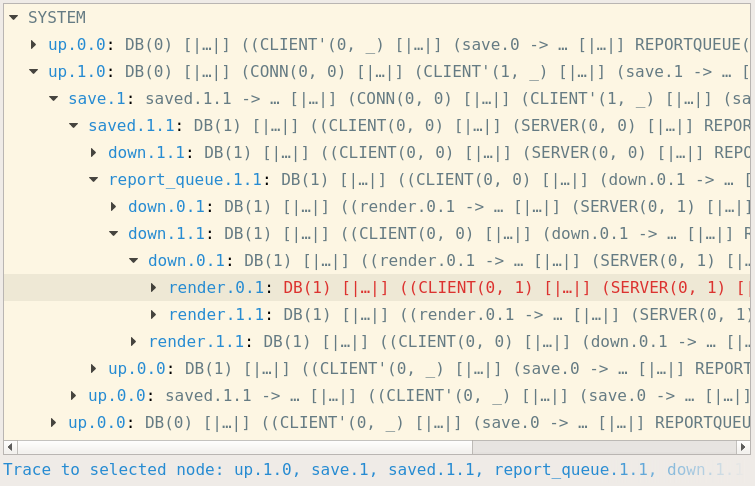 SYSTEM
up.0.0: DB(0) [|…|] ((CLIENT'(0, _) [|…|] (save.0 -> … [|…|] REPORTQUEUE(
up.1.0: DB(0) [|…|] (CONN(0, 0) [|…|] (CLIENT'(1, _) [|…|] (save.1 -> …
save.1: saved.1.1 -> … [|…|] (CONN(0, 0) [|…|] (CLIENT'(1, _) [|…|] (sa
saved.1.1: DB(1) [|…|] ((CLIENT(0, 0) [|…|] (SERVER(0, 0) [|…|] REPOR
down.1.1: DB(1) [|…|] ((CLIENT(0, 0) [|…|] (SERVER(0, 0) [|…|] REPO
report_queue.1.1: DB(1) [|…|] ((CLIENT(0, 0) [|…|] (down.0.1 -> … [
down.0.1: DB(1) [|…|] ((render.0.1 -> … [|…|] (SERVER(0, 1) [|…|]
down.1.1: DB(1) [|…|] ((CLIENT(0, 0) [|…|] (down.0.1 -> … [|…|] R
down.0.1: DB(1) [|…|] ((render.0.1 -> … [|…|] (SERVER(0, 1) [|…
render.0.1: DB(1) [|…|] ((CLIENT(0, 1) [|…|] (SERVER(0, 1) [|
render.1.1: DB(1) [|…|] ((render.0.1 -> … [|…|] (SERVER(0, 1)
render.1.1: DB(1) [|…|] ((CLIENT(0, 0) [|…|] (down.0.1 -> … [|…
up.0.0: DB(1) [|…|] ((CLIENT'(0, _) [|…|] (save.0 -> … [|…|] REPORT
up.0.0: saved.1.1 -> … [|…|] ((CLIENT'(0, _) [|…|] (save.0 -> … [|…|]
up.0.0: DB(0) [|…|] ((CLIENT'(0, _) [|…|] (save.0 -> … [|…|] REPORTQUEU
Trace to selected node: up.1.0, save.1, saved.1.1, report_queue.1.1, down.1.1